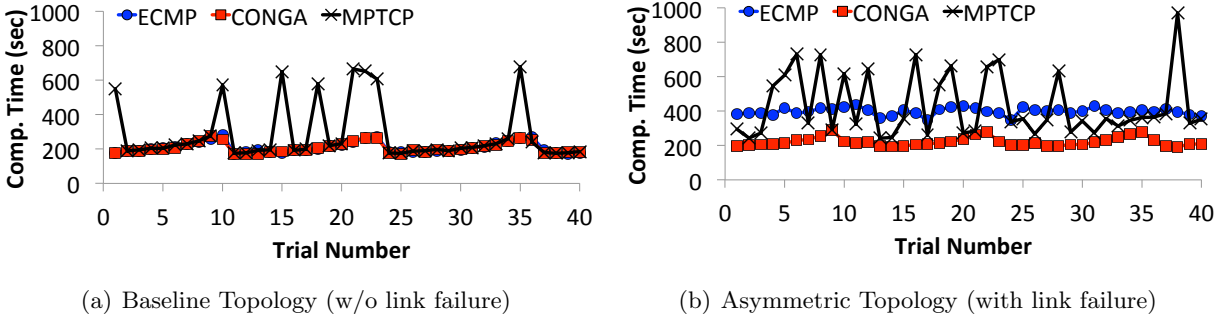 ECMP CONGA MPTCP
Comp. Time (sec)
1000
800
600
400
200
0
0 5 10 15 20 25 30 35 40
Trial Number
(a) Baseline Topology (w/o link failure)
ECMP CONGA MPTCP
Comp. Time (sec)
1000
800
600
400
200
0
0 5 10 15 20 25 30 35 40
Trial Number
(b) Asymmetric Topology (with link failure)